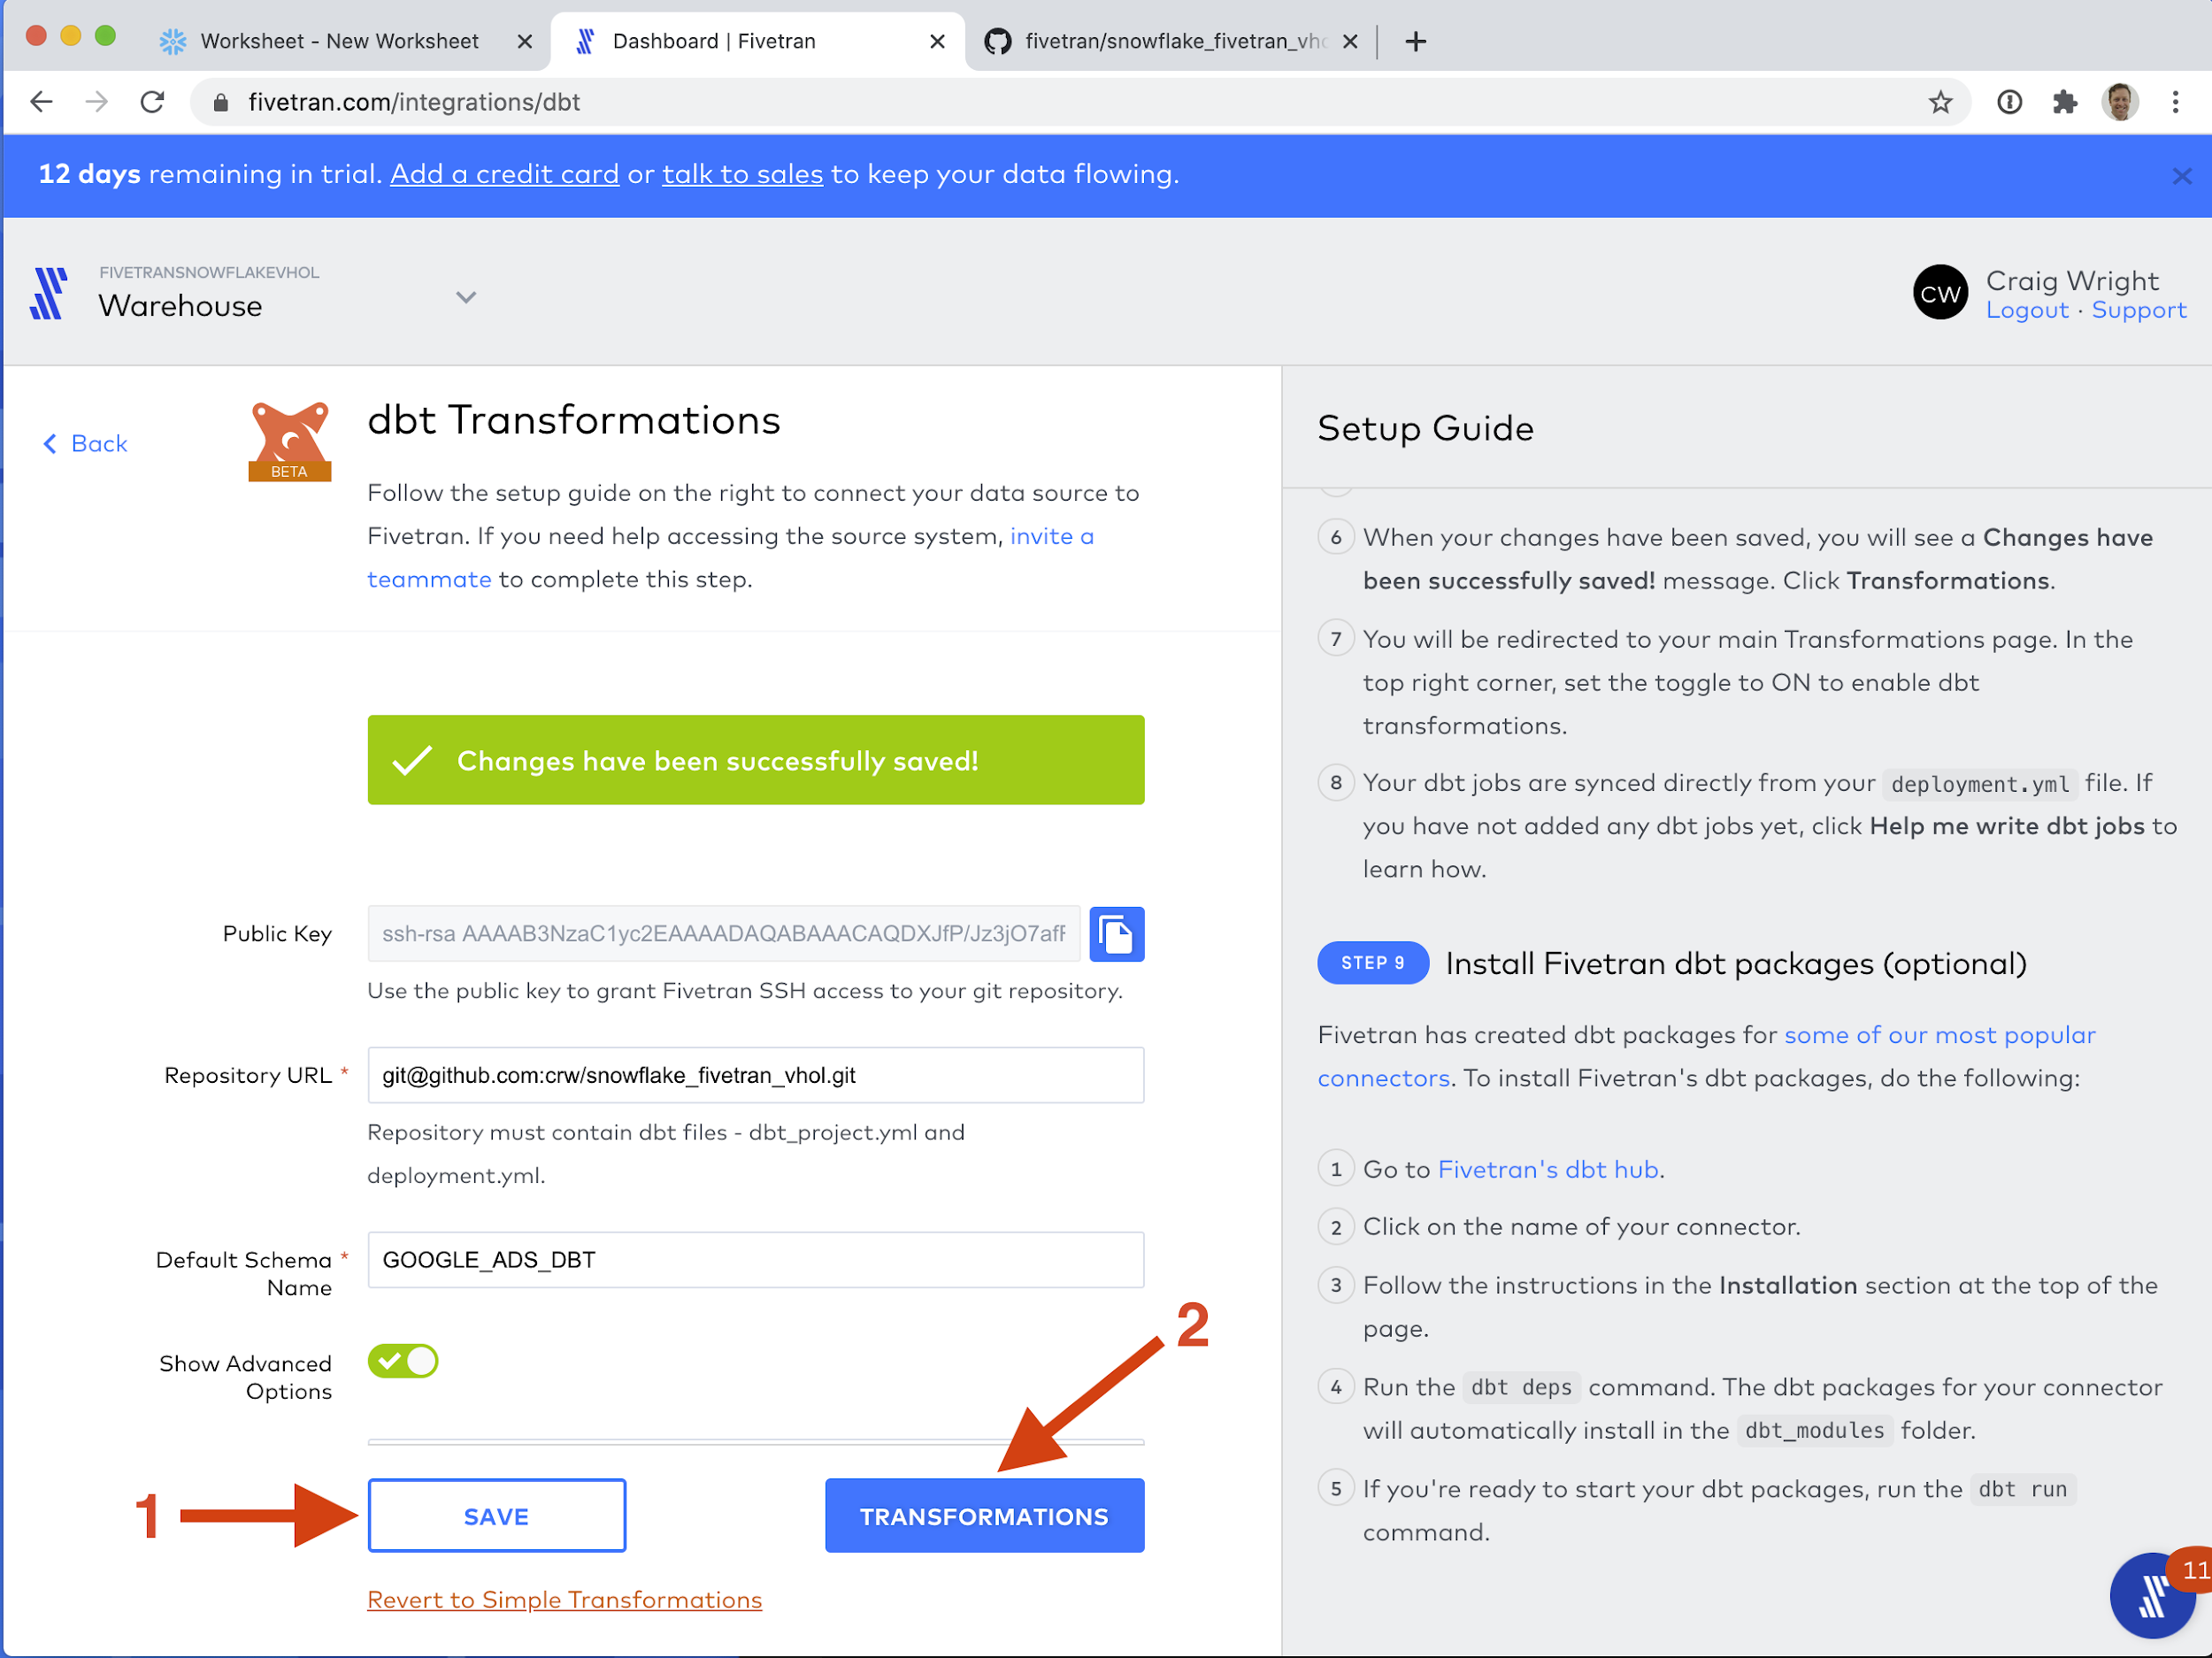 Worksheet - New Worksheet
Dashboard | Fivetran
fivetran/snowflake_fivetran_vho
fivetran.com/integrations/dbt
12 days remaining in trial. Add a credit card or talk to sales to keep your data flowing.
FIVETRANSNOWFLAKEVHOL
Warehouse
CW
Craig Wright
Logout · Support
Back
BETA
dbt Transformations
Follow the setup guide on the right to connect your data source to
Fivetran. If you need help accessing the source system, invite a
teammate to complete this step.
Changes have been successfully saved!
Public Key
ssh-rsa AAAAB3NzaC1yc2EAAAADAQABAAACAQDXJfP/Jz3jO7afF
Use the public key to grant Fivetran SSH access to your git repository.
Repository URL *
git@github.com:crw/snowflake_fivetran_vhol.git
Repository must contain dbt files - dbt_project.yml and
deployment.yml.
Default Schema *
Name
GOOGLE_ADS_DBT
Show Advanced
Options
2
1
SAVE
TRANSFORMATIONS
Revert to Simple Transformations
Setup Guide
6 When your changes have been saved, you will see a Changes have
been successfully saved! message. Click Transformations.
7 You will be redirected to your main Transformations page. In the
top right corner, set the toggle to ON to enable dbt
transformations.
8 Your dbt jobs are synced directly from your deployment.yml file. If
you have not added any dbt jobs yet, click Help me write dbt jobs to
learn how.
STEP 9 Install Fivetran dbt packages (optional)
Fivetran has created dbt packages for some of our most popular
connectors. To install Fivetran's dbt packages, do the following:
1 Go to Fivetran's dbt hub.
2 Click on the name of your connector.
3 Follow the instructions in the Installation section at the top of the
page.
4 Run the dbt deps command. The dbt packages for your connector
will automatically install in the dbt_modules folder.
5 If you're ready to start your dbt packages, run the dbt run
command.
11